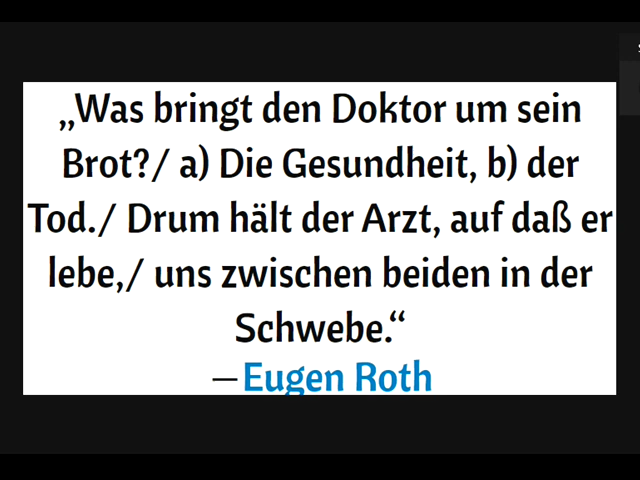 „Was bringt den Doktor um sein
Brot?/ a) Die Gesundheit, b) der
Tod./ Drum hält der Arzt, auf daß er
lebe,/ uns zwischen beiden in der
Schwebe.“
—Eugen Roth